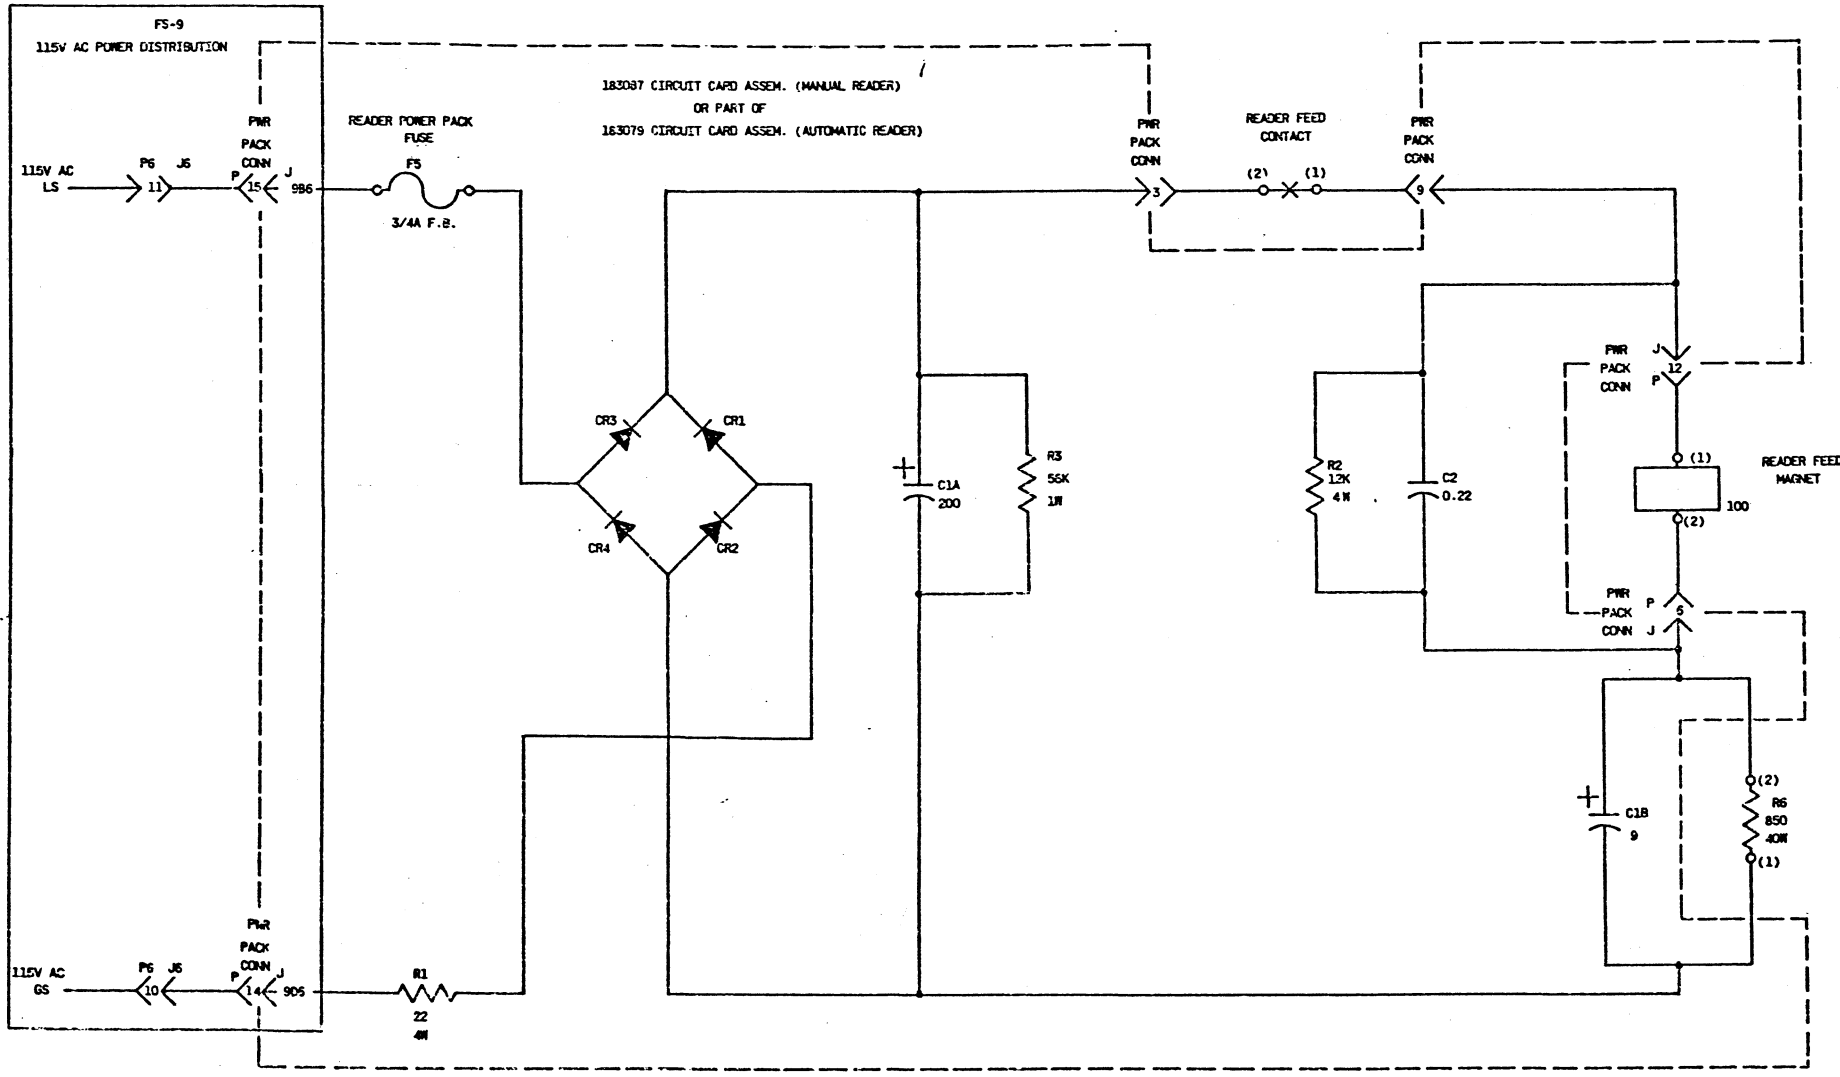 FS-9
115V AC POWER DISTRIBUTION
183087 CIRCUIT CARD ASSEM. (MANUAL READER)
OR PART OF
183079 CIRCUIT CARD ASSEM. (AUTOMATIC READER)
PWR
PACK
CONN
P
15
J
9B6
115V AC
LS
P6
11
J6
READER POWER PACK
FUSE
F5
3/4A F.B.
PWR
PACK
CONN
3
READER FEED
CONTACT
(2)
(1)
PWR
PACK
CONN
9
CR3
CR1
CR4
CR2
+
C1A
200
R3
56K
1W
R2
12K
4W
C2
0.22
PWR
PACK
CONN
J
12
P
(1)
READER FEED
MAGNET
100
(2)
PWR
PACK
CONN
P
6
J
+
C1B
9
(2)
R6
850
40W
(1)
115V AC
GS
P6
10
J6
PWR
PACK
CONN
P
14
J
9D5
R1
22
4W